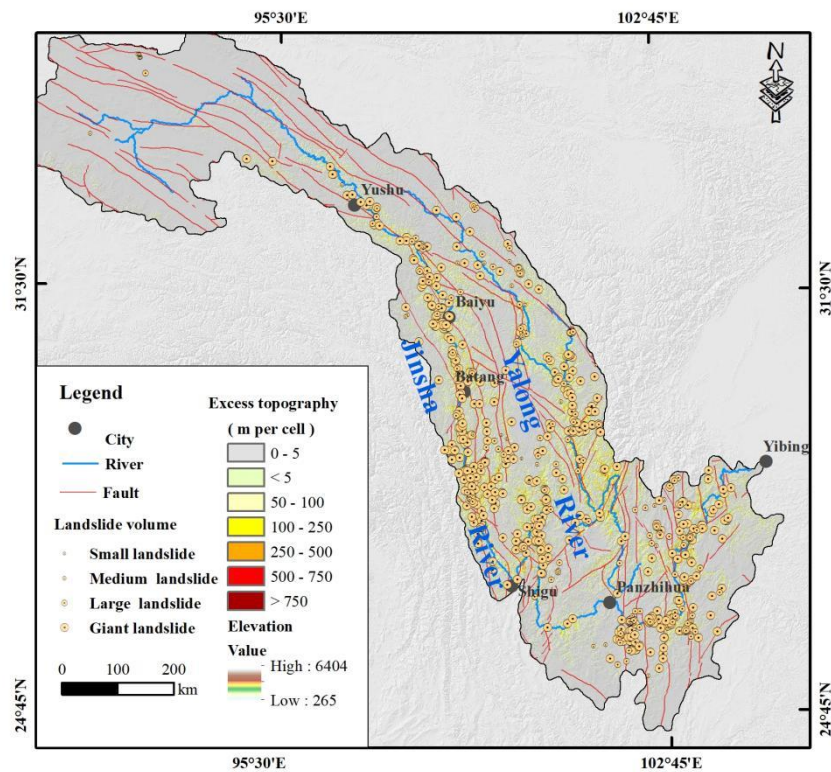 95°30'E
102°45'E
N
Yushu
31°30'N
31°30'N
Baiyu
Jinsha
Yalong
Batang
Legend
City
River
Fault
Landslide volume
Small landslide
Medium landslide
Large landslide
Giant landslide
0
100
200
km
Excess topography
( m per cell )
0 - 5
< 5
50 - 100
100 - 250
250 - 500
500 - 750
> 750
Elevation
Value
High : 6404
Low : 265
Yibing
River
River
Shigu
Panzhihua
24°45'N
24°45'N
95°30'E
102°45'E